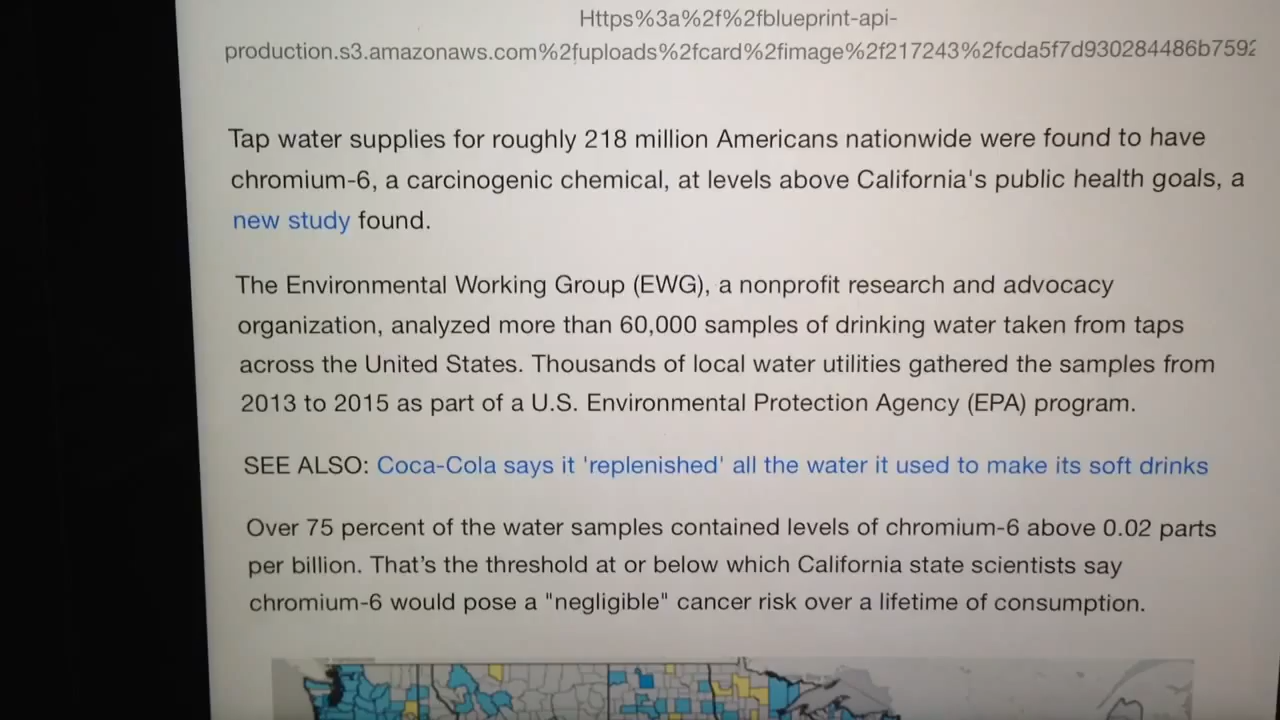 Https%3a%2f%2fblueprint-api-
production.s3.amazonaws.com%2fuploads%2fcard%2fimage%2f217243%2fcda5f7d930284486b7592
Tap water supplies for roughly 218 million Americans nationwide were found to have
chromium-6, a carcinogenic chemical, at levels above California's public health goals, a
new study found.
The Environmental Working Group (EWG), a nonprofit research and advocacy
organization, analyzed more than 60,000 samples of drinking water taken from taps
across the United States. Thousands of local water utilities gathered the samples from
2013 to 2015 as part of a U.S. Environmental Protection Agency (EPA) program.
SEE ALSO: Coca-Cola says it 'replenished' all the water it used to make its soft drinks
Over 75 percent of the water samples contained levels of chromium-6 above 0.02 parts
per billion. That’s the threshold at or below which California state scientists say
chromium-6 would pose a "negligible" cancer risk over a lifetime of consumption.